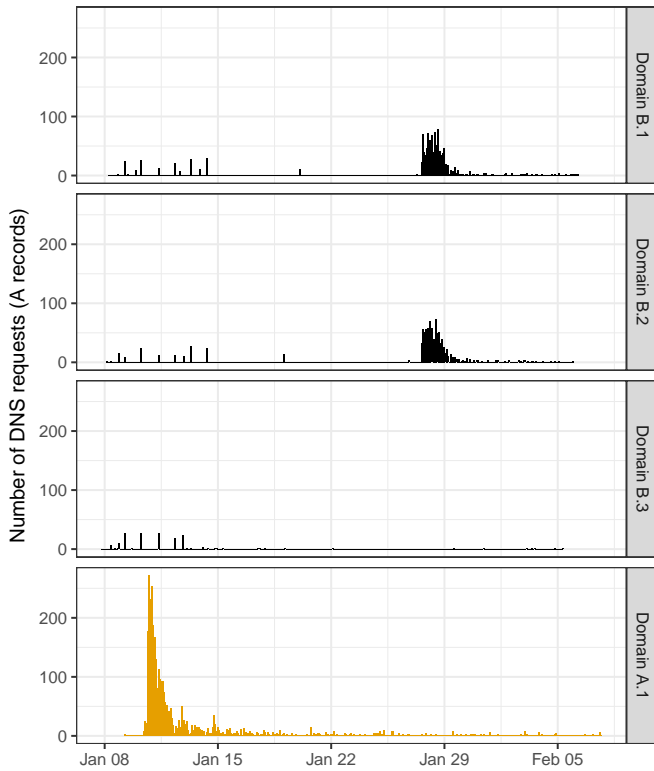 Number of DNS requests (A records)
200
100
0
Domain B.1
200
100
0
Domain B.2
200
100
0
Domain B.3
200
100
0
Domain A.1
Jan 08 Jan 15 Jan 22 Jan 29 Feb 05